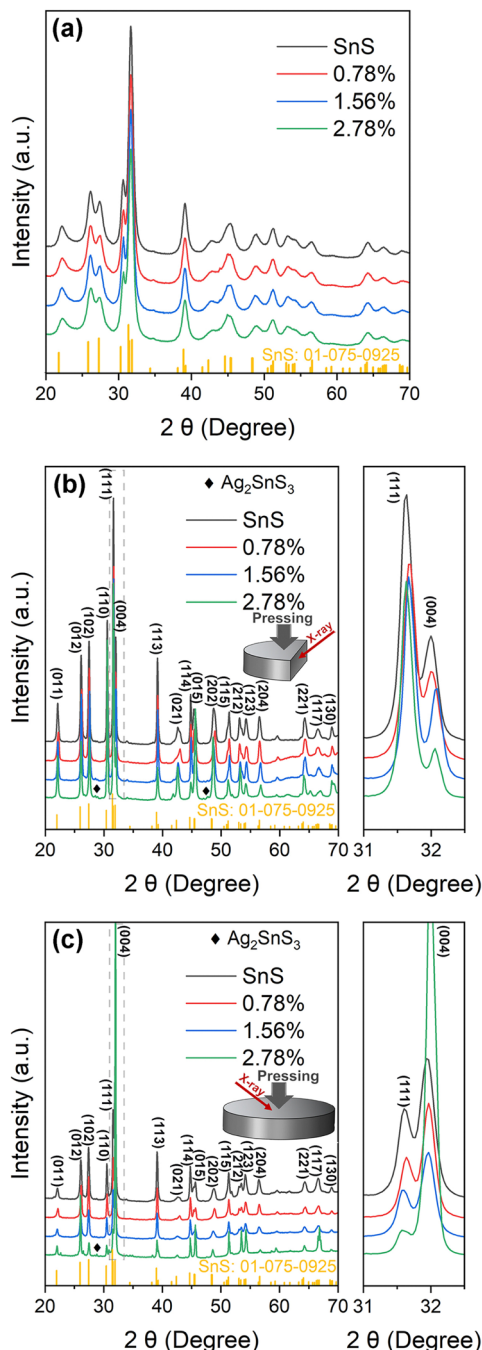 (a)
SnS
0.78%
1.56%
2.78%
Intensity (a.u.)
SnS: 01-075-0925
20 30 40 50 60 70
2 θ (Degree)
(b)
◆ Ag₂SnS₃
SnS
0.78%
1.56%
2.78%
Pressing
X-ray
(011)
(012)
(102)
(110)
(111)
(004)
(113)
(021)
(114)
(015)
(202)
(115)
(212)
(123)
(204)
(221)
(117)
(130)
Intensity (a.u.)
SnS: 01-075-0925
20 30 40 50 60 70
2 θ (Degree)
(111)
(004)
31 32
2 θ (Degree)
(c)
◆ Ag₂SnS₃
SnS
0.78%
1.56%
2.78%
X-ray
Pressing
(011)
(012)
(102)
(110)
(111)
(004)
(113)
(021)
(114)
(015)
(202)
(115)
(212)
(123)
(204)
(221)
(117)
(130)
Intensity (a.u.)
SnS: 01-075-0925
20 30 40 50 60 70
2 θ (Degree)
(111)
(004)
31 32
2 θ (Degree)